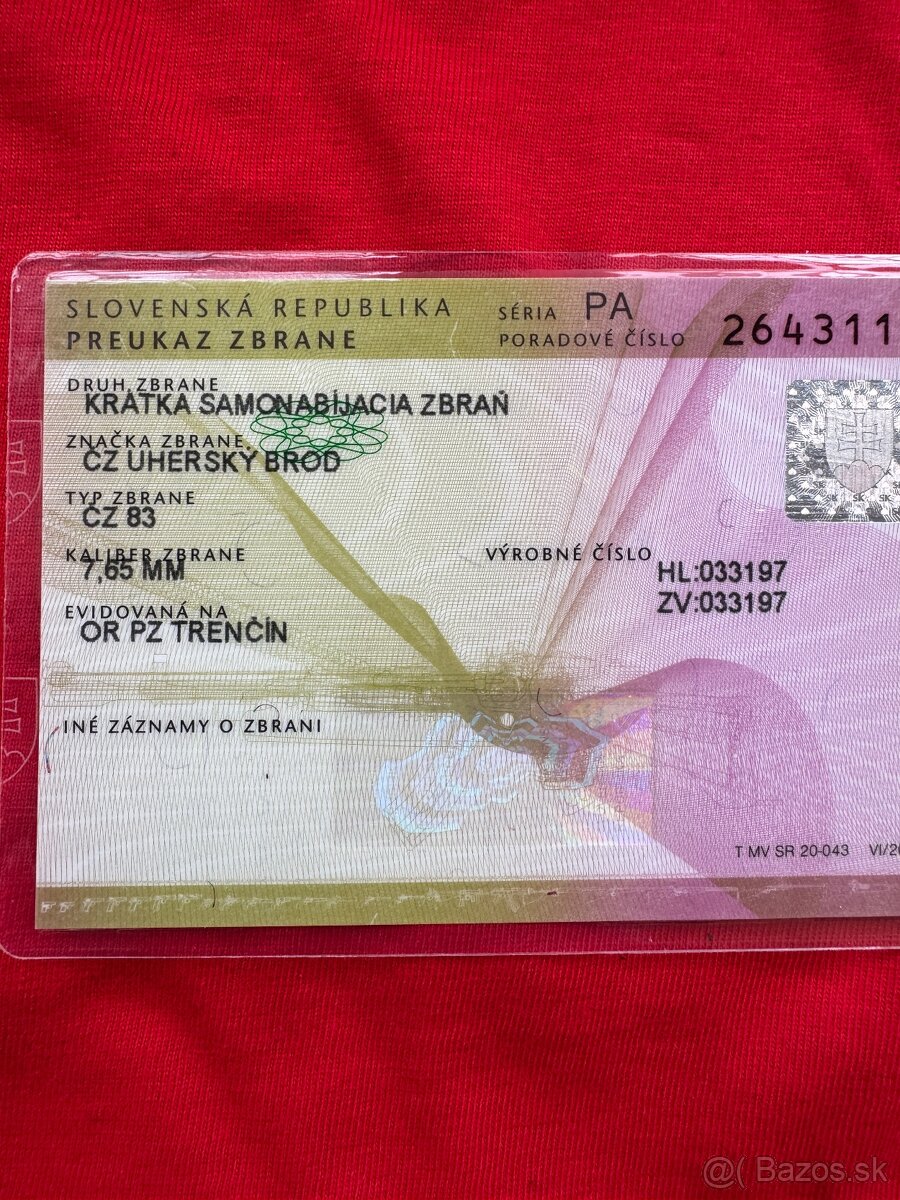 SLOVENSKÁ REPUBLIKA
PREUKAZ ZBRANE
SÉRIA PA
PORADOVÉ ČÍSLO 264311
DRUH ZBRANE
KRÁTKA SAMONABÍJACIA ZBRAŇ
ZNAČKA ZBRANE
CZ UHERSKÝ BROD
TYP ZBRANE
CZ 83
KALIBER ZBRANE
7,65 MM
VÝROBNÉ ČÍSLO
HL:033197
ZV:033197
EVIDOVANÁ NA
OR PZ TRENČÍN
INÉ ZÁZNAMY O ZBRANI
T MV SR 20-043 VI/20
@( Bazos.sk